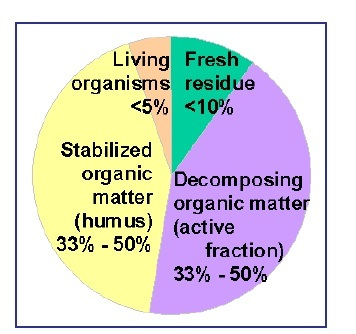 Living
organisms
<5%
Fresh
residue
<10%
Stabilized
organic
matter
(humus)
33% - 50%
Decomposing
organic matter
(active
fraction)
33% - 50%